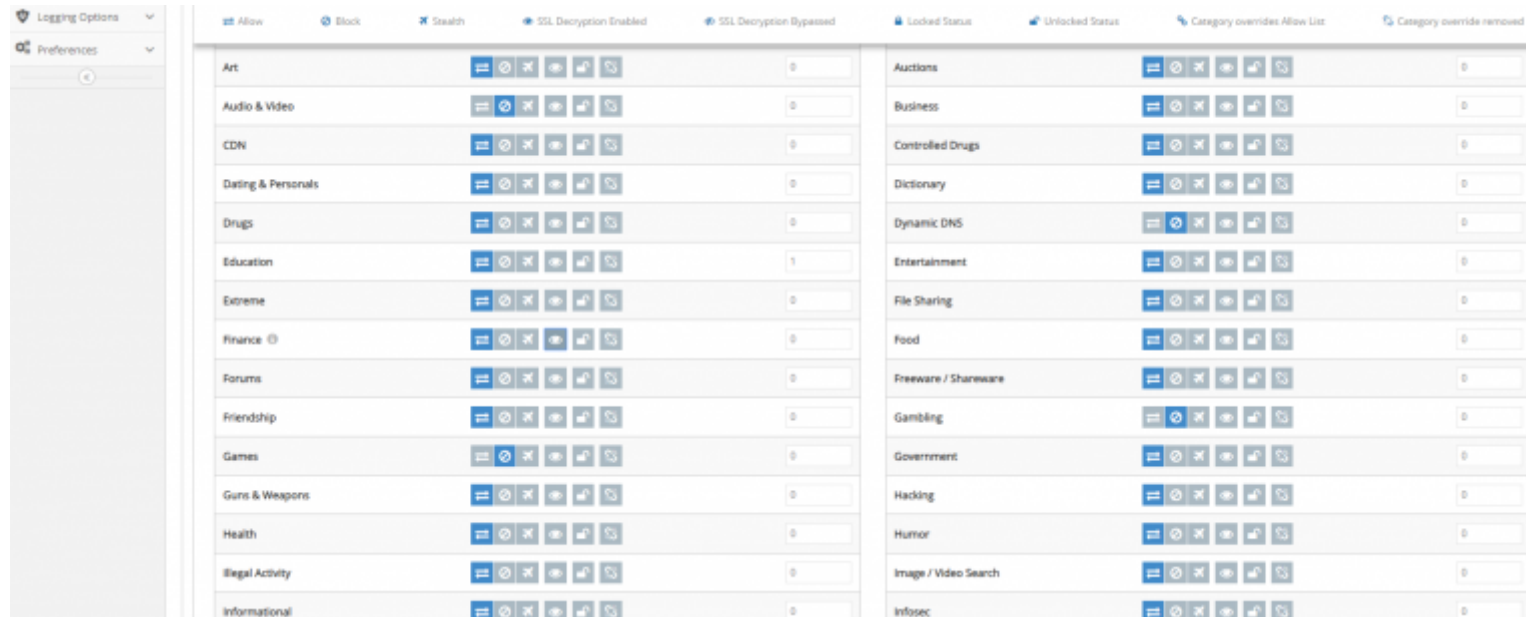 Logging Options
Preferences
Allow Block Stealth SSL Decryption Enabled SSL Decryption Bypassed Locked Status Unlocked Status Category overrides Allow List Category override removed
Art 0 Auctions 0
Audio & Video 0 Business 0
CDN 0 Controlled Drugs 0
Dating & Personals 0 Dictionary 0
Drugs 0 Dynamic DNS 0
Education 1 Entertainment 0
Extreme 0 File Sharing 0
Finance 0 Food 0
Forums 0 Freeware / Shareware 0
Friendship 0 Gambling 0
Games 0 Government 0
Guns & Weapons 0 Hacking 0
Health 0 Humor 0
Illegal Activity 0 Image / Video Search 0
Informational 0 Infosec 0